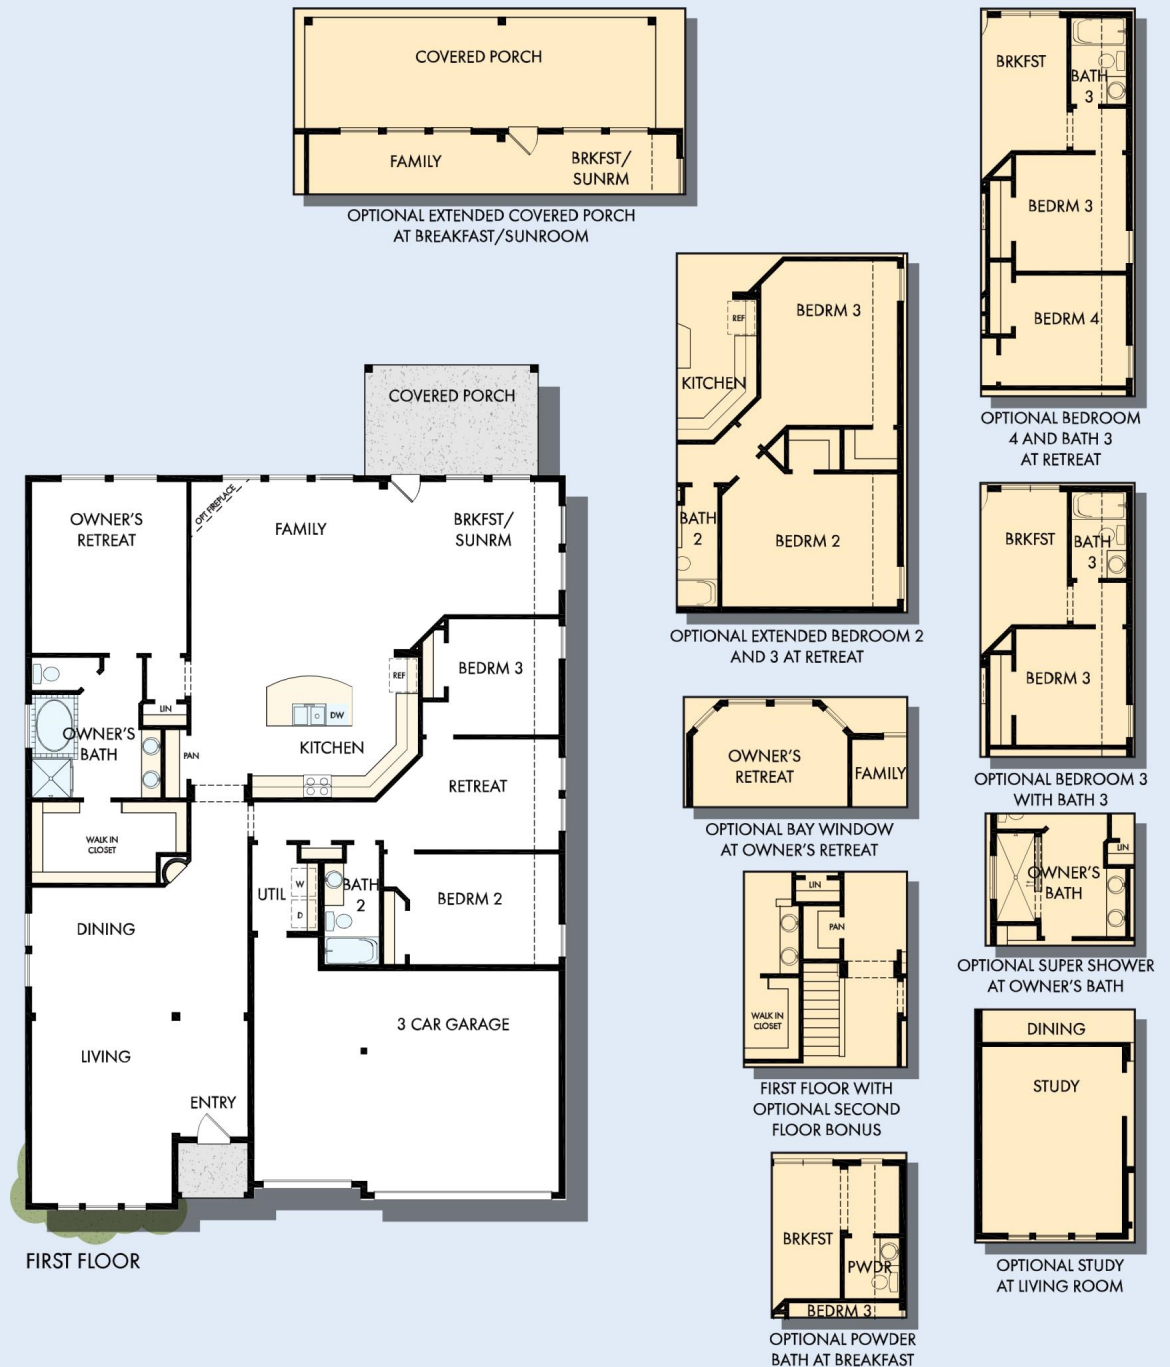 COVERED PORCH
FAMILY
BRKFST/
SUNRM
OPTIONAL EXTENDED COVERED PORCH
AT BREAKFAST/SUNROOM
BRKFST
BATH
3
BEDRM 3
BEDRM 4
OPTIONAL BEDROOM
4 AND BATH 3
AT RETREAT
BEDRM 3
REF
KITCHEN
BATH
2
BEDRM 2
OPTIONAL EXTENDED BEDROOM 2
AND 3 AT RETREAT
BRKFST
BATH
3
BEDRM 3
OPTIONAL BEDROOM 3
WITH BATH 3
OWNER'S
RETREAT
FAMILY
OPTIONAL BAY WINDOW
AT OWNER'S RETREAT
LIN
OWNER'S
BATH
OPTIONAL SUPER SHOWER
AT OWNER'S BATH
LIN
PAN
WALK IN
CLOSET
FIRST FLOOR WITH
OPTIONAL SECOND
FLOOR BONUS
DINING
STUDY
OPTIONAL STUDY
AT LIVING ROOM
BRKFST
PWDR
BEDRM 3
OPTIONAL POWDER
BATH AT BREAKFAST
COVERED PORCH
OWNER'S
RETREAT
OPT FIREPLACE
FAMILY
BRKFST/
SUNRM
BEDRM 3
REF
LIN
DW
OWNER'S
BATH
PAN
KITCHEN
RETREAT
WALK IN
CLOSET
UTIL
W
D
BATH
2
BEDRM 2
DINING
3 CAR GARAGE
LIVING
ENTRY
FIRST FLOOR